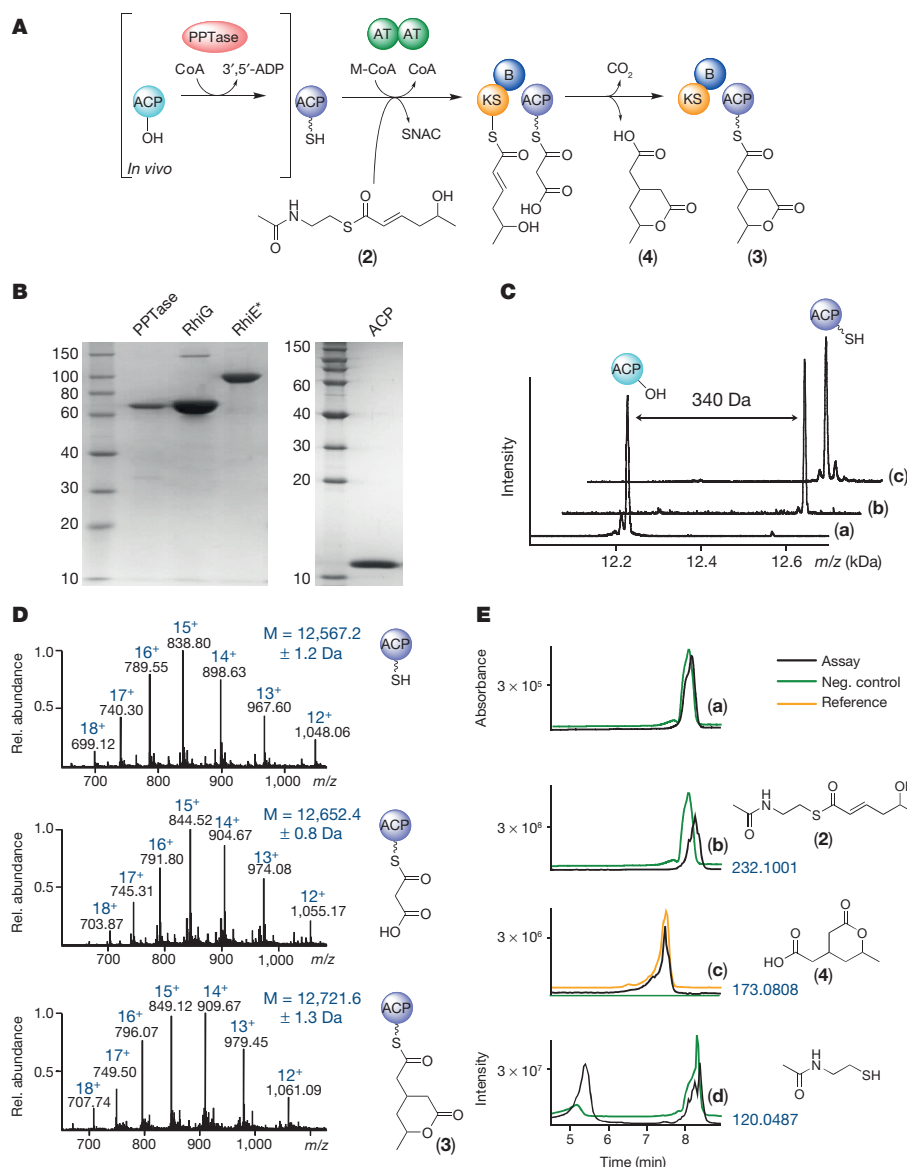 A
PPTase
CoA 3′,5′-ADP
ACP
OH
In vivo
ACP
SH
AT AT
M-CoA CoA
SNAC
B
KS ACP
S S
O O
O
HO
OH
H
N
O
S
O
OH
(2)
CO2
HO O
O O
(4)
B
KS ACP
S
O
O O
(3)
B
PPTase RhiG RhiE*
150
100
80
60
40
30
20
10
ACP
150
100
60
40
30
20
10
C
ACP
OH
340 Da
ACP
SH
(c)
(b)
(a)
Intensity
12.2 12.4 12.6 m/z (kDa)
D
M = 12,567.2
± 1.2 Da
ACP
SH
Rel. abundance
1.0
0.5
18+ 699.12
17+ 740.30
16+ 789.55
15+ 838.80
14+ 898.63
13+ 967.60
12+ 1,048.06
700 800 900 1,000 m/z
M = 12,652.4
± 0.8 Da
ACP
S
O
O
HO
Rel. abundance
1.0
0.5
18+ 703.87
17+ 745.31
16+ 791.80
15+ 844.52
14+ 904.67
13+ 974.08
12+ 1,055.17
700 800 900 1,000 m/z
M = 12,721.6
± 1.3 Da
ACP
S
O
O
O
(3)
Rel. abundance
1.0
0.5
18+ 707.74
17+ 749.50
16+ 796.07
15+ 849.12
14+ 909.67
13+ 979.45
12+ 1,061.09
700 800 900 1,000 m/z
E
Assay
Neg. control
Reference
Absorbance
3 × 10⁵
(a)
3 × 10⁸
(b)
232.1001
H
N
O
S
O
(2)
3 × 10⁶
(c)
173.0808
O
O
O
HO
(4)
Intensity
3 × 10⁷
(d)
120.0487
H
N
O
SH
5 6 7 8
Time (min)